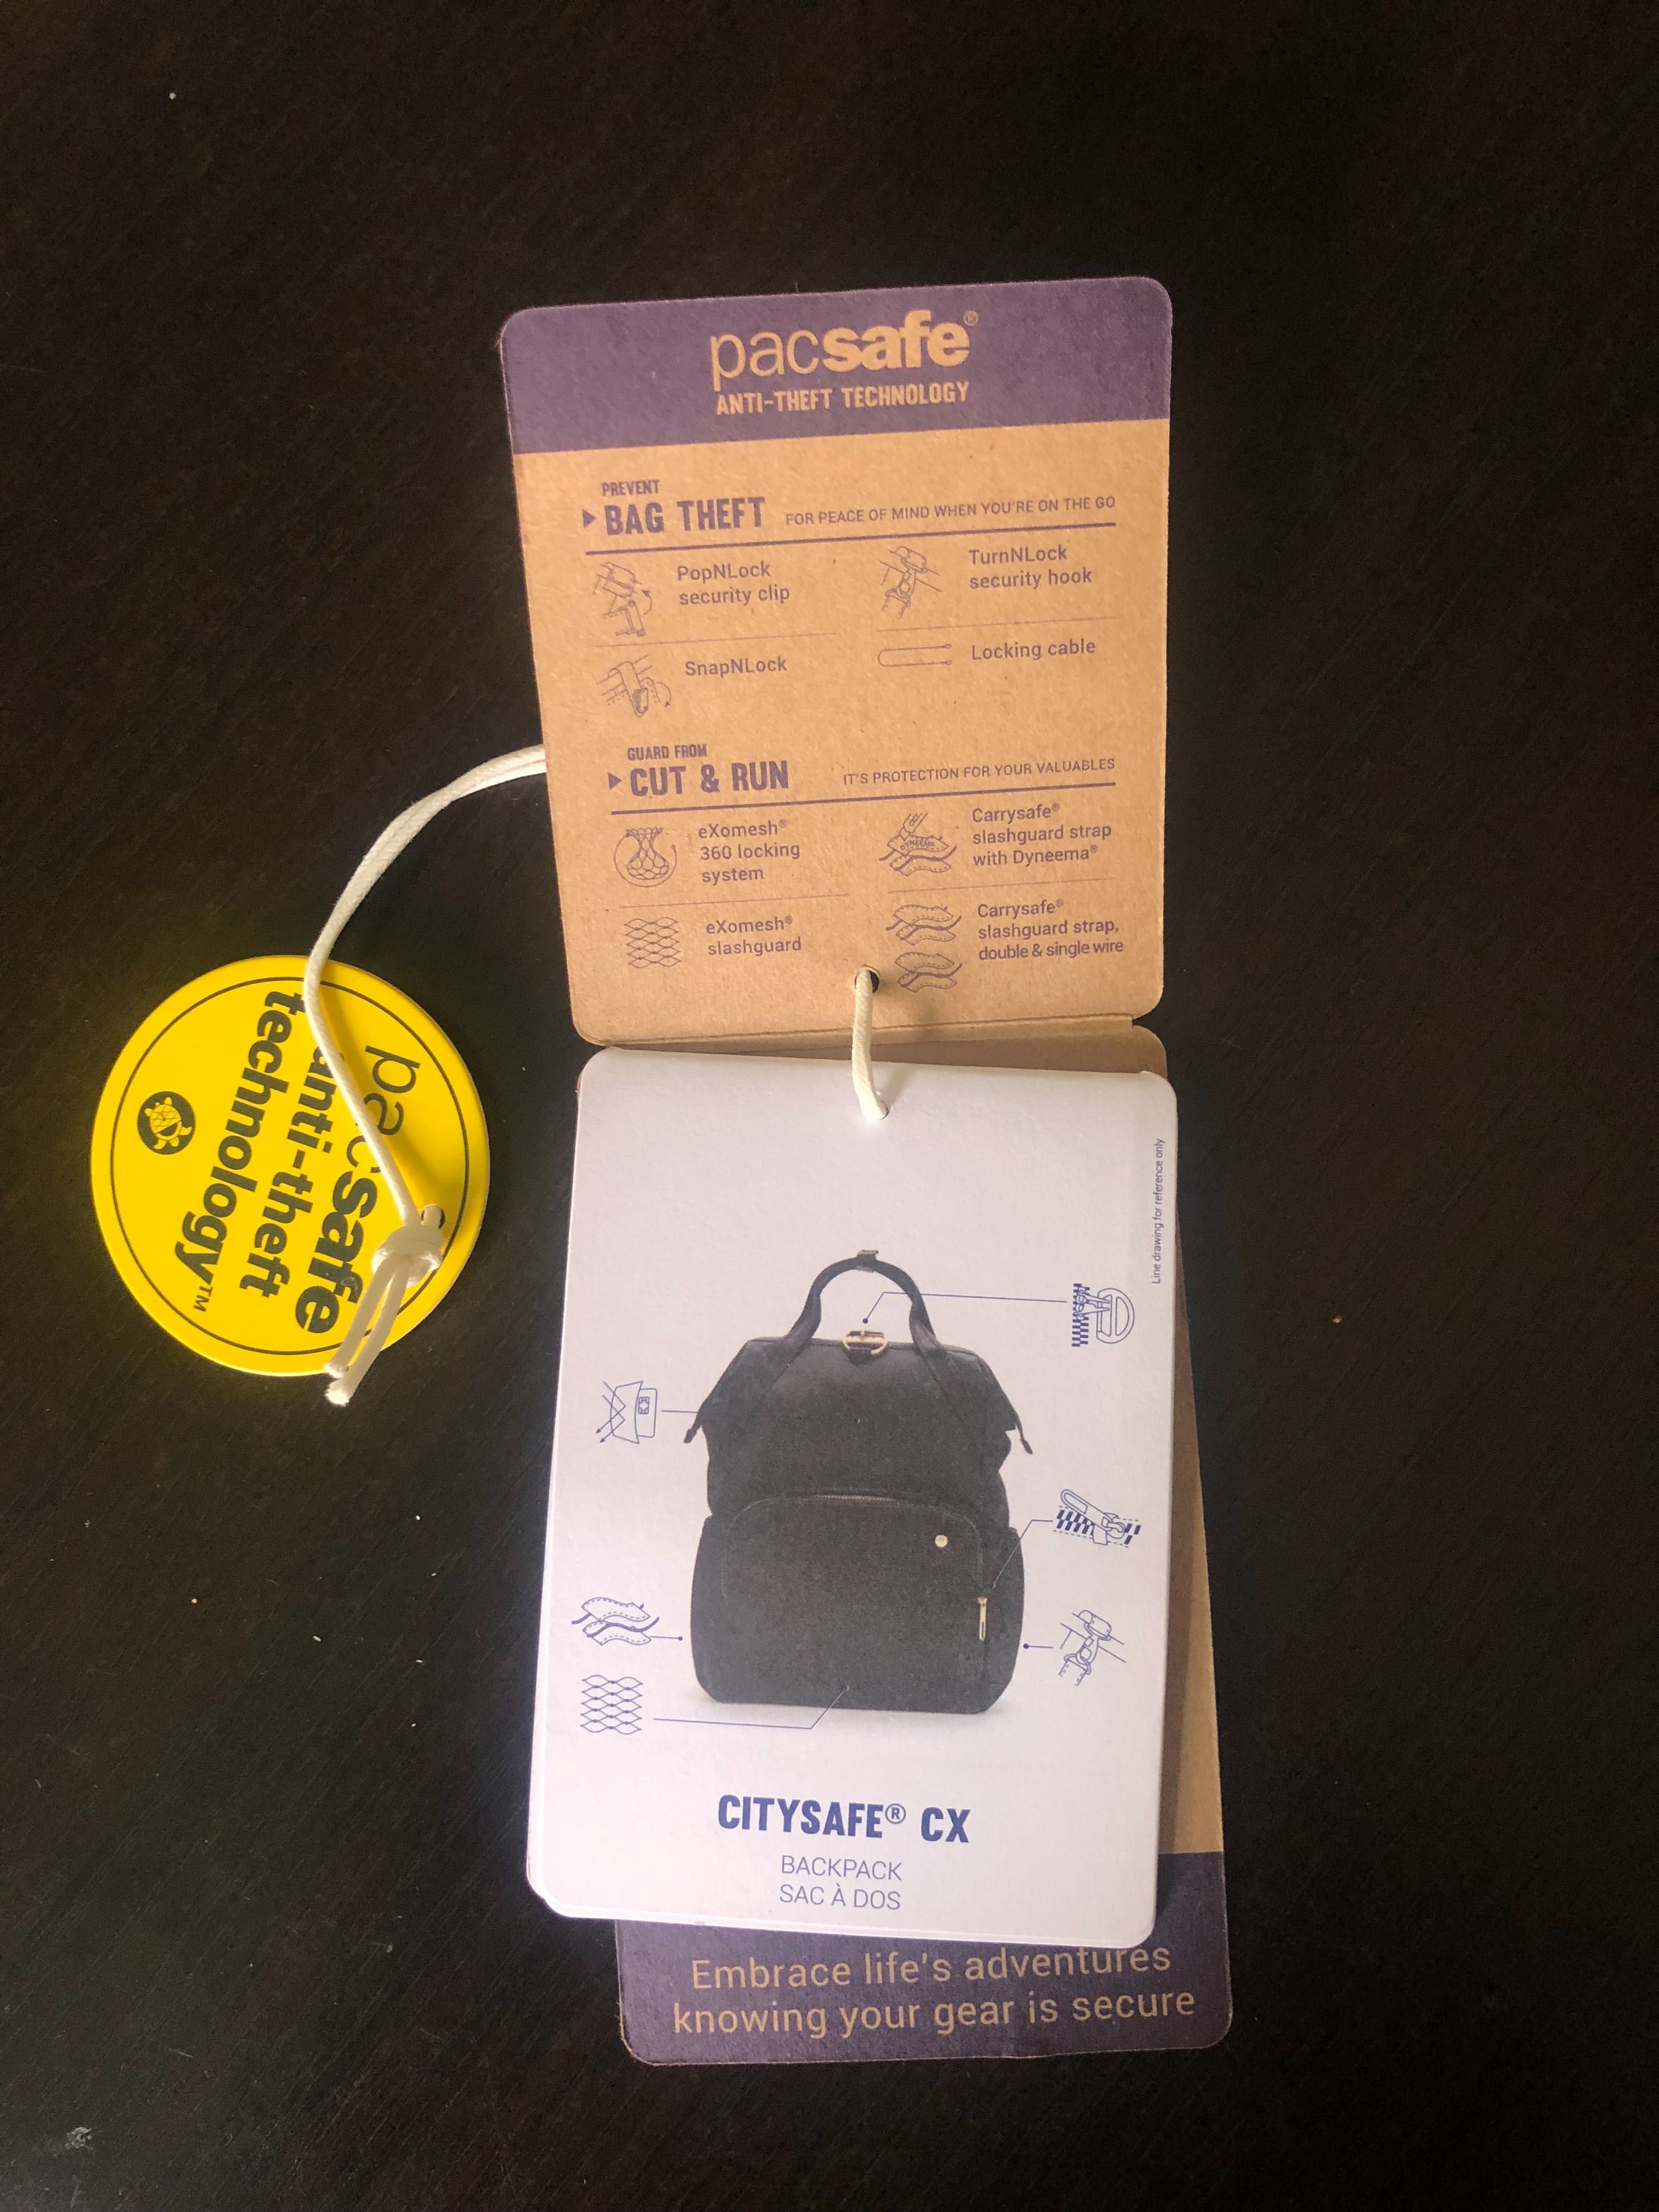 pacsafe®
ANTI-THEFT TECHNOLOGY
PREVENT
BAG THEFT FOR PEACE OF MIND WHEN YOU'RE ON THE GO
PopNLock
security clip
TurnNLock
security hook
SnapNLock
Locking cable
GUARD FROM
CUT & RUN IT'S PROTECTION FOR YOUR VALUABLES
eXomesh®
360 locking
system
Carrysafe®
slashguard strap
with Dyneema®
DYNEEMA
eXomesh®
slashguard
Carrysafe®
slashguard strap,
double & single wire
pacsafe
anti-theft
technology™
Line drawing for reference only
CITYSAFE® CX
BACKPACK
SAC À DOS
Embrace life's adventures
knowing your gear is secure